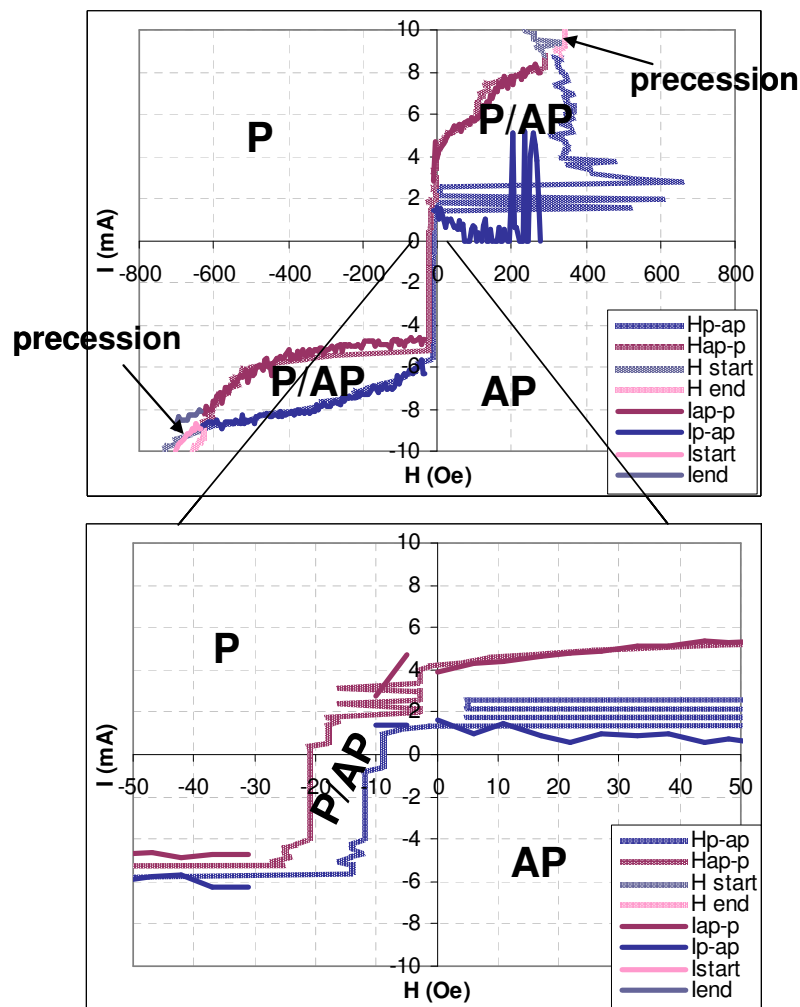 10
8
6
4
2
0
-2
-4
-6
-8
-10
-800 -600 -400 -200 0 200 400 600 800
I (mA)
H (Oe)
precession
P
P/AP
precession
P/AP
AP
Hp-ap
Hap-p
H start
H end
Iap-p
Ip-ap
Istart
Iend
10
8
6
4
2
0
-2
-4
-6
-8
-10
-50 -40 -30 -20 -10 0 10 20 30 40 50
I (mA)
H (Oe)
P
P/AP
AP
Hp-ap
Hap-p
H start
H end
Iap-p
Ip-ap
Istart
Iend